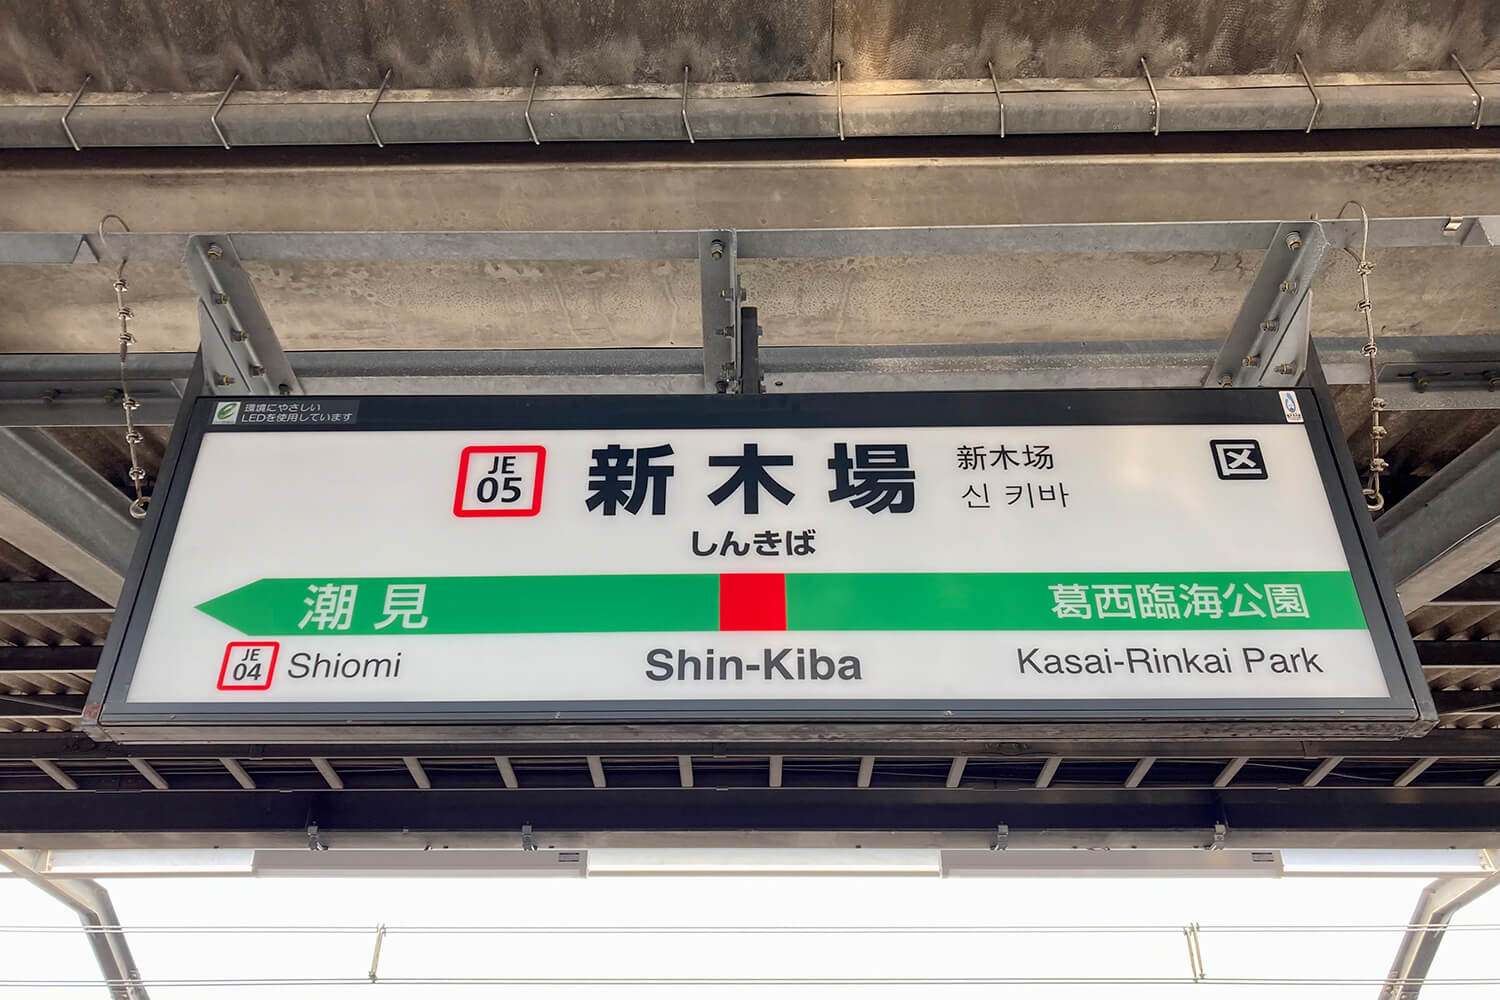 環境にやさしい
LEDを使用しています
JE
05
新木場
新木场
신 키바
区
しんきば
潮見
葛西臨海公園
JE
04
Shiomi
Shin-Kiba
Kasai-Rinkai Park